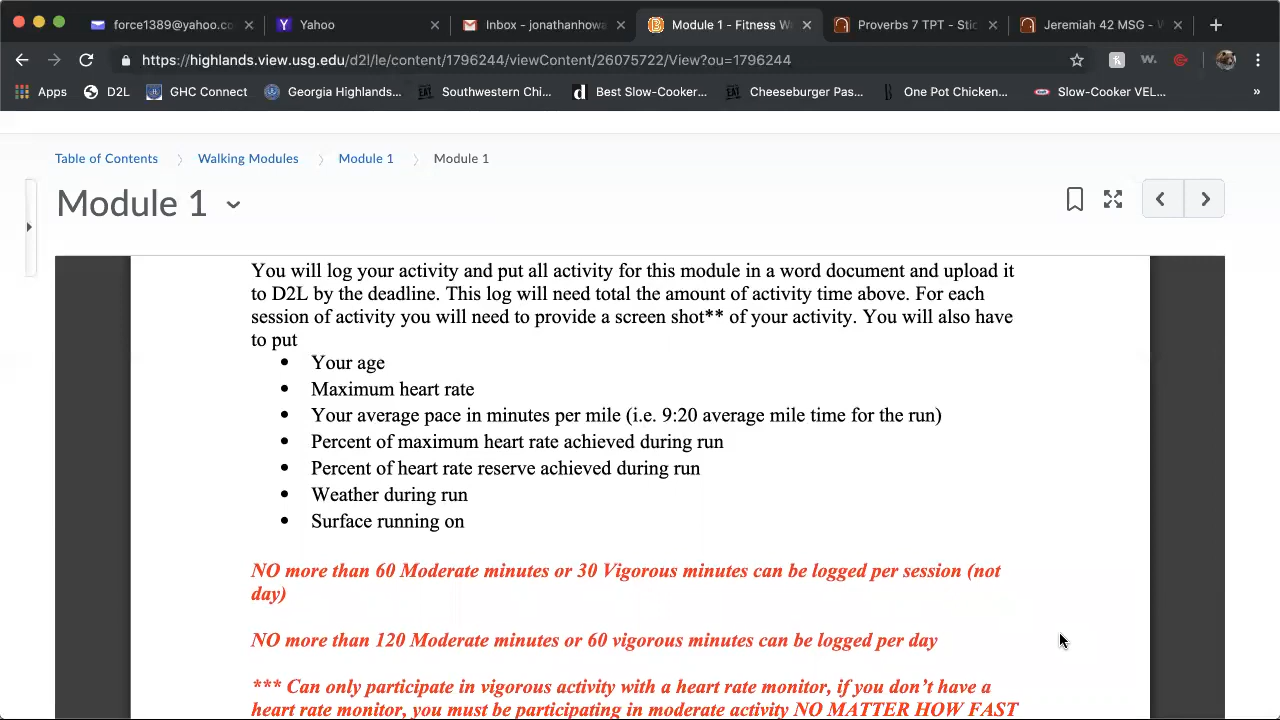 force1389@yahoo.co
Yahoo
Inbox - jonathanhowa
Module 1 - Fitness W
Proverbs 7 TPT - Stic
Jeremiah 42 MSG - W
https://highlands.view.usg.edu/d2l/le/content/1796244/viewContent/26075722/View?ou=1796244
Apps
D2L
GHC Connect
Georgia Highlands...
Southwestern Chi...
Best Slow-Cooker...
Cheeseburger Pas...
One Pot Chicken...
Slow-Cooker VEL...
»
Table of Contents
Walking Modules
Module 1
Module 1
Module 1
You will log your activity and put all activity for this module in a word document and upload it
to D2L by the deadline. This log will need total the amount of activity time above. For each
session of activity you will need to provide a screen shot** of your activity. You will also have
to put
• Your age
• Maximum heart rate
• Your average pace in minutes per mile (i.e. 9:20 average mile time for the run)
• Percent of maximum heart rate achieved during run
• Percent of heart rate reserve achieved during run
• Weather during run
• Surface running on
NO more than 60 Moderate minutes or 30 Vigorous minutes can be logged per session (not
day)
NO more than 120 Moderate minutes or 60 vigorous minutes can be logged per day
*** Can only participate in vigorous activity with a heart rate monitor, if you don't have a
heart rate monitor, you must be participating in moderate activity NO MATTER HOW FAST